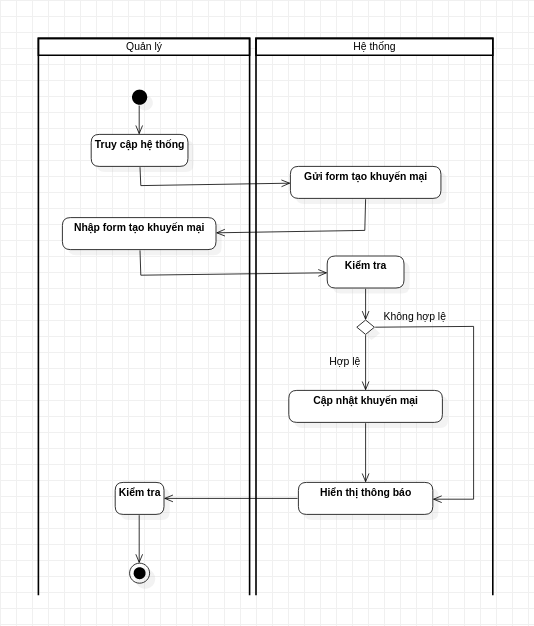 Quản lý
Hệ thống
Truy cập hệ thống
Gửi form tạo khuyến mại
Nhập form tạo khuyến mại
Kiểm tra
Không hợp lệ
Hợp lệ
Cập nhật khuyến mại
Kiểm tra
Hiển thị thông báo